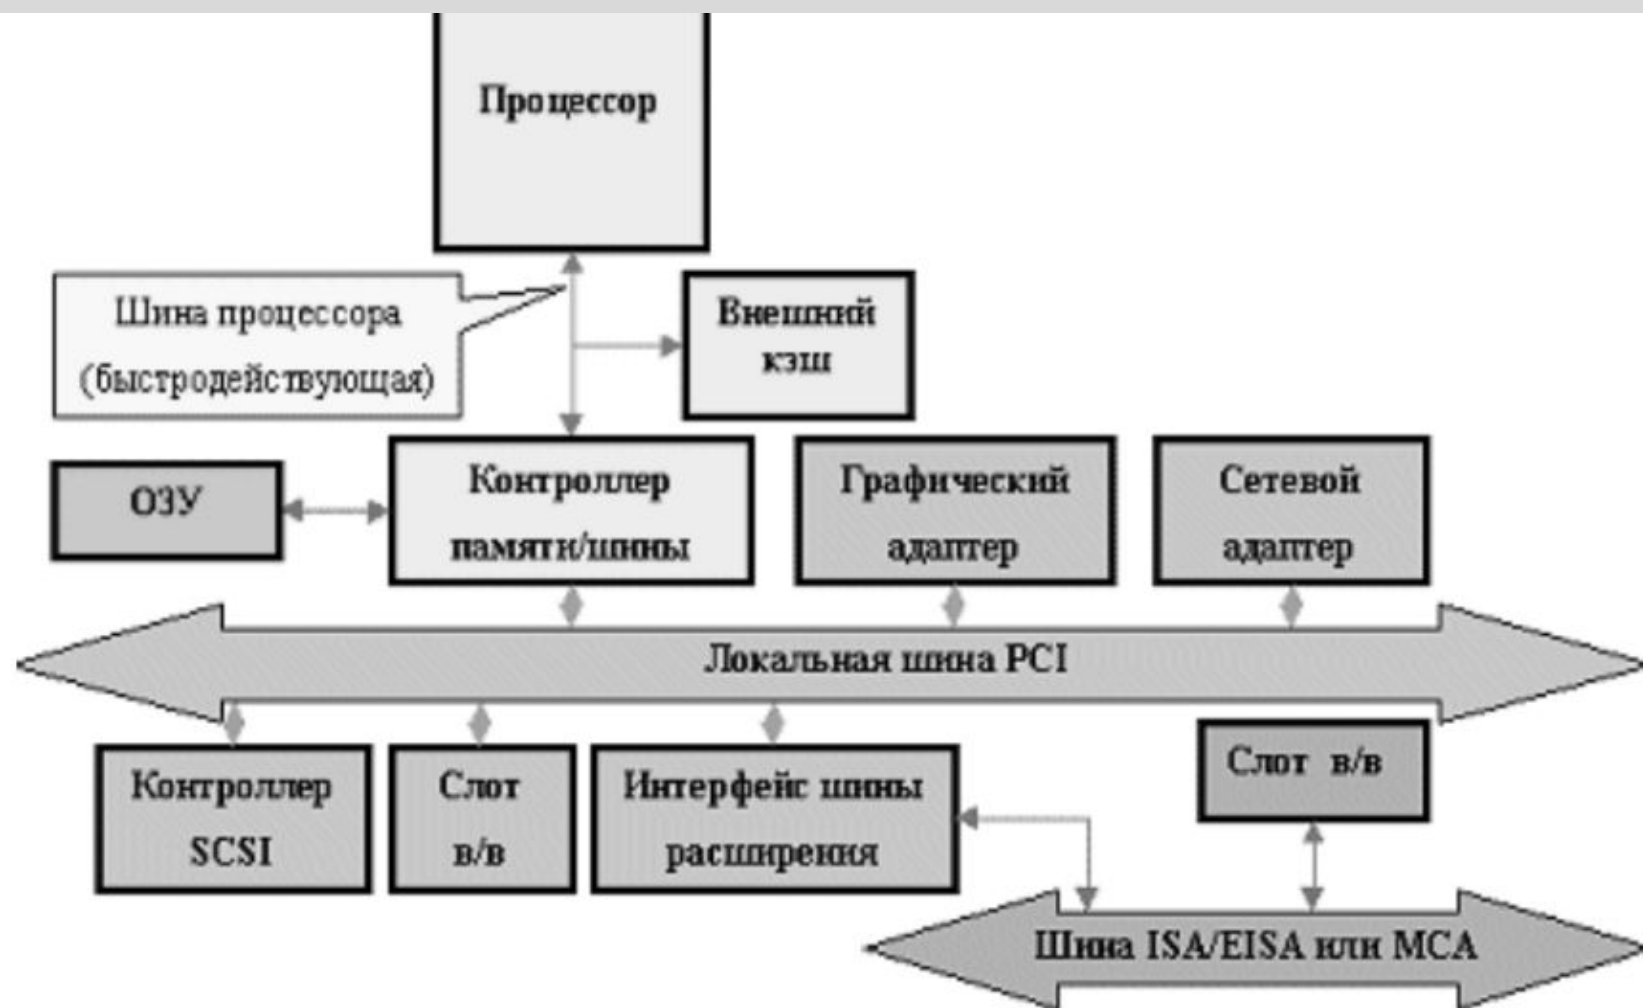 Процессор
Шина процессора
(быстродействующая)
Внешний
кэш
ОЗУ
Контроллер
памяти/шины
Графический
адаптер
Сетевой
адаптер
Локальная шина PCI
Контроллер
SCSI
Слот
в/в
Интерфейс шины
расширения
Слот в/в
Шина ISA/EISA или MCA